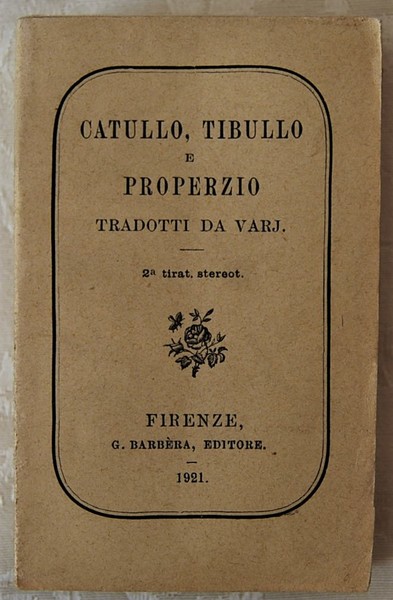 CATULLO, TIBULLO
E
PROPERZIO
TRADOTTI DA VARJ.
2ª tirat. stereot.
FIRENZE,
G. BARBÈRA, EDITORE.
1921.